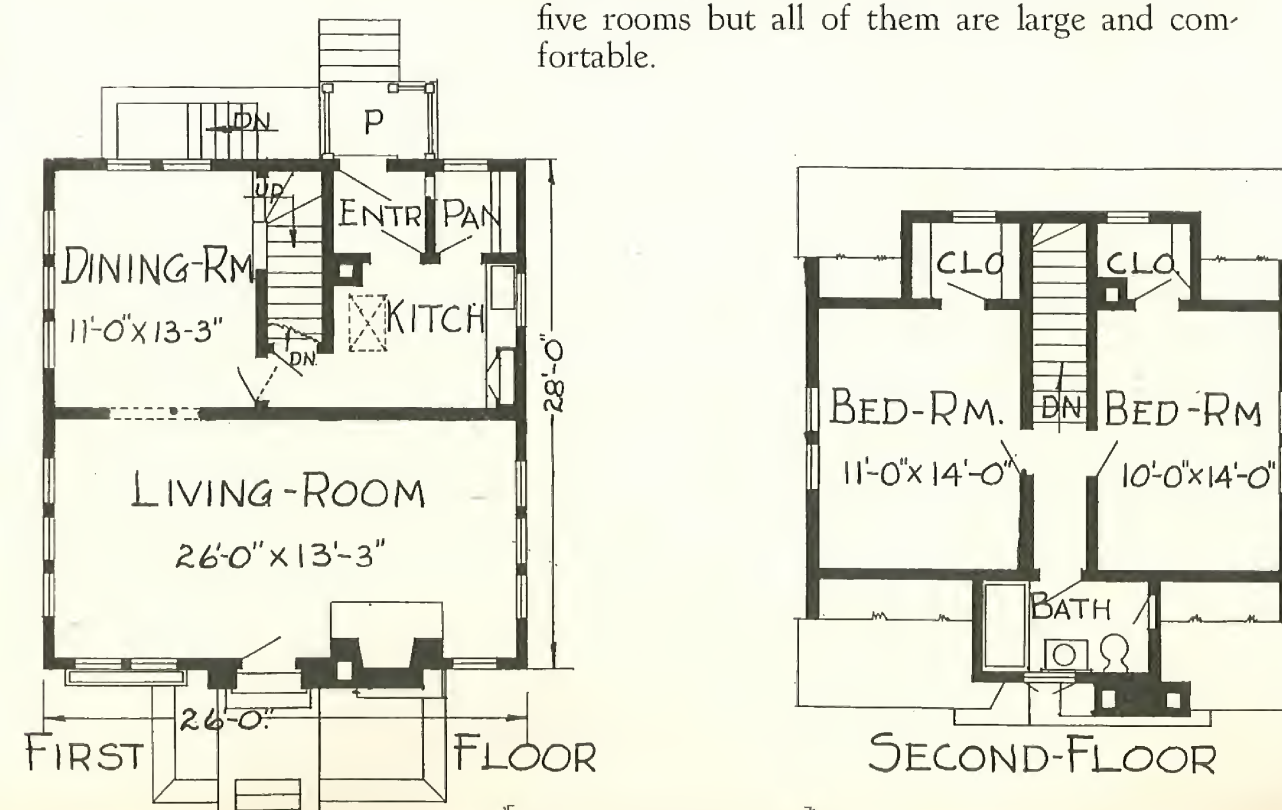 five rooms but all of them are large and com-
fortable.
DN
P
UP
ENTR
PAN
DINING-RM
11'-0"X13-3"
KITCH
DN
28'-0"
LIVING-ROOM
26'-0"X13'-3"
26'-0"
FIRST FLOOR
CLO
CLO
BED-RM.
11'-0"X14'-0"
DN
BED-RM
10'-0"X14'-0"
BATH
SECOND-FLOOR